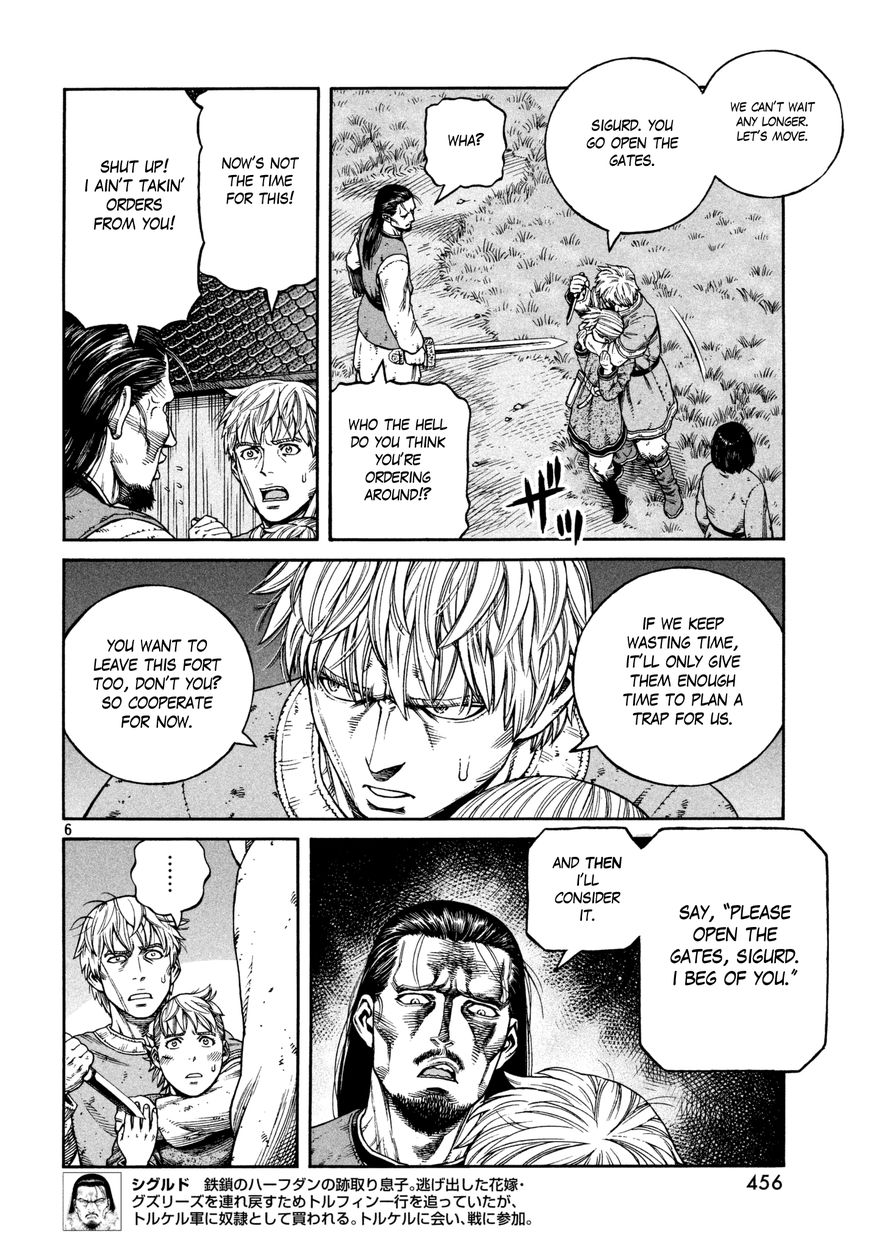 WE CAN'T WAIT
ANY LONGER.
LET'S MOVE.
SIGURD. YOU
GO OPEN THE
GATES.
WHA?
WHO THE HELL
DO YOU THINK
YOU'RE
ORDERING
AROUND!?
ザッ
NOW'S NOT
THE TIME
FOR THIS!
SHUT UP!
I AIN'T TAKIN'
ORDERS
FROM YOU!
IF WE KEEP
WASTING TIME,
IT'LL ONLY GIVE
THEM ENOUGH
TIME TO PLAN A
TRAP FOR US.
YOU WANT TO
LEAVE THIS FORT
TOO, DON'T YOU?
SO COOPERATE
FOR NOW.
6
SAY, "PLEASE
OPEN THE
GATES, SIGURD.
I BEG OF YOU."
AND THEN
I'LL
CONSIDER
IT.
……
シグルド 鉄鎖のハーフダンの跡取り息子。逃げ出した花嫁・
グズリーズを連れ戻すためトルフィン一行を追っていたが、
トルケル軍に奴隷として買われる。トルケルに会い、戦に参加。
456